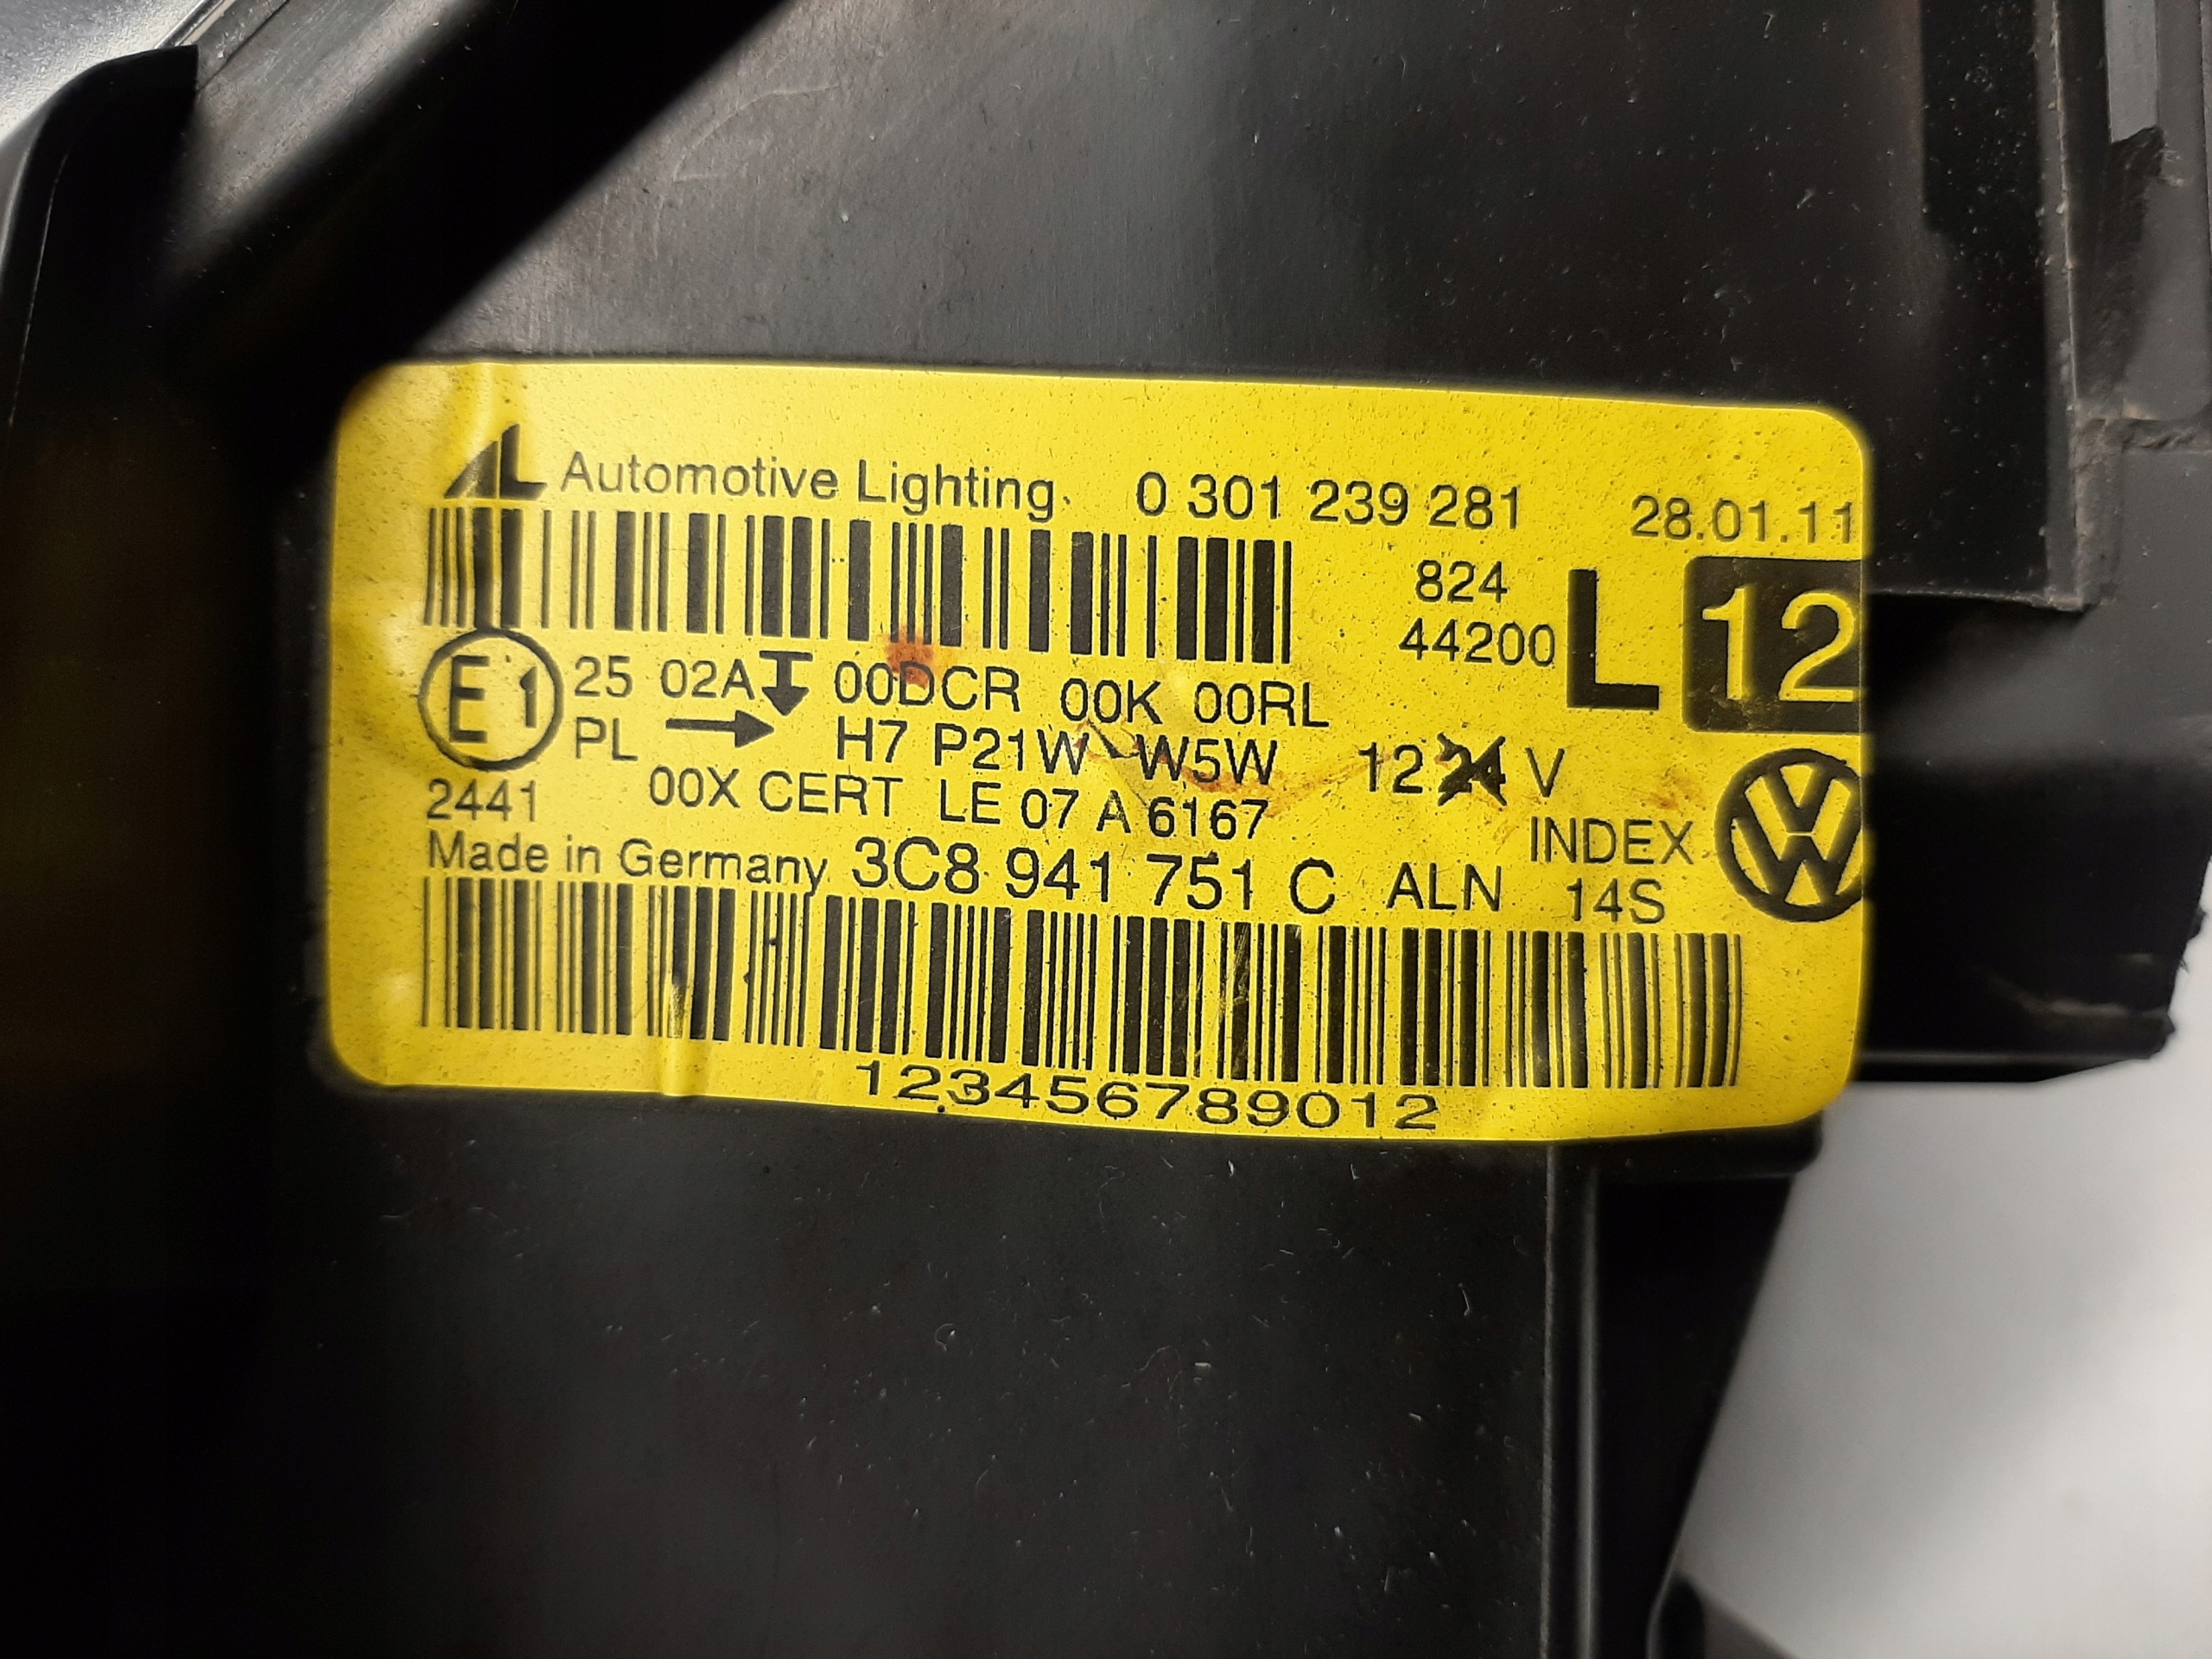 AL Automotive Lighting. 0 301 239 281 28.01.11
824
44200 L 12
E1 25 02A 00DCR 00K 00RL
PL → H7 P21W W5W 12 24 V
2441 00X CERT LE 07 A 6167
INDEX
Made in Germany 3C8 941 751 C ALN 14S
123456789012